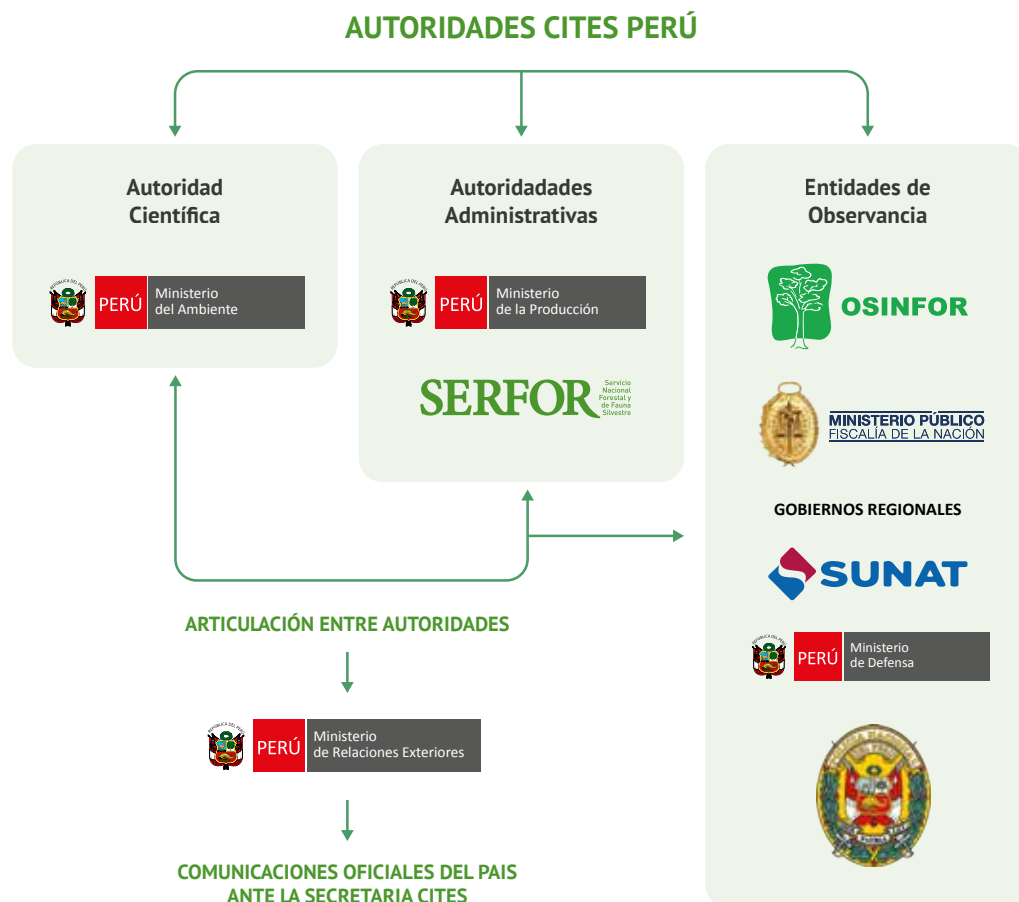 AUTORIDADES CITES PERÚ
Autoridad
Científica
PERÚ
Ministerio
del Ambiente
Autoridadades
Administrativas
PERÚ
Ministerio
de la Producción
SERFOR
Servicio
Nacional
Forestal y
de Fauna
Silvestre
Entidades de
Observancia
OSINFOR
MINISTERIO PÚBLICO
FISCALÍA DE LA NACIÓN
GOBIERNOS REGIONALES
SUNAT
PERÚ
Ministerio
de Defensa
ARTICULACIÓN ENTRE AUTORIDADES
PERÚ
Ministerio
de Relaciones Exteriores
COMUNICACIONES OFICIALES DEL PAIS
ANTE LA SECRETARIA CITES